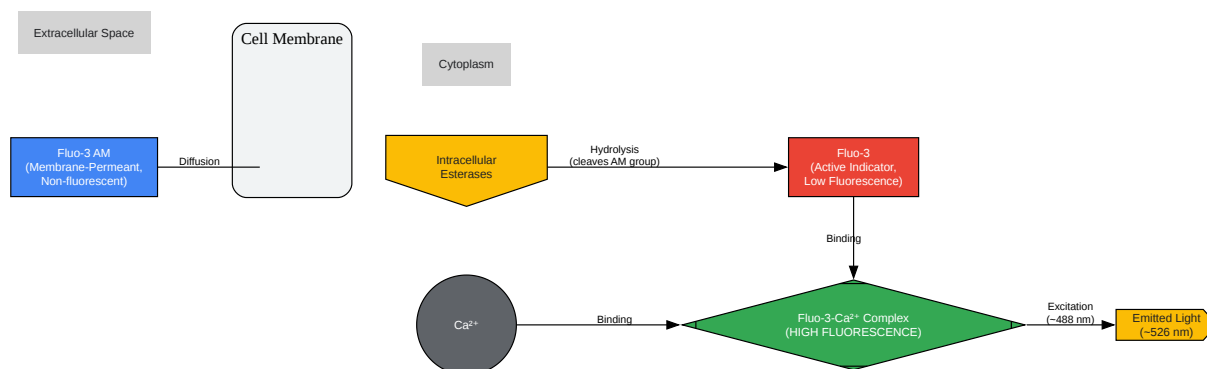 Extracellular Space
Cell Membrane
Cytoplasm
Fluo-3 AM
(Membrane-Permeant,
Non-fluorescent)
Diffusion
Intracellular
Esterases
Hydrolysis
(cleaves AM group)
Fluo-3
(Active Indicator,
Low Fluorescence)
Binding
Ca²⁺
Binding
Fluo-3-Ca²⁺ Complex
(HIGH FLUORESCENCE)
Excitation
(~488 nm)
Emitted Light
(~526 nm)